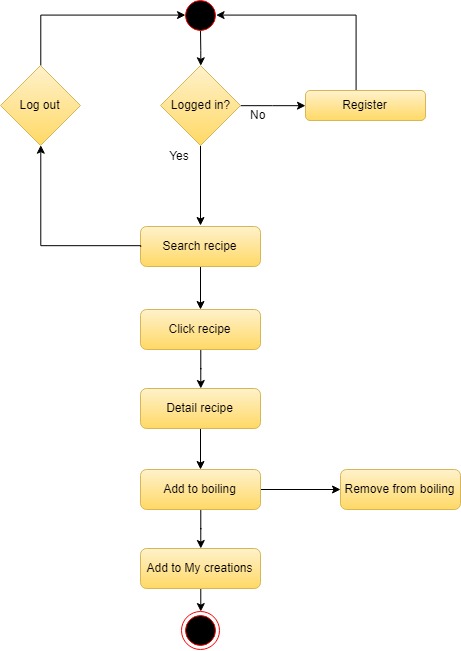 Log out
Logged in?
Register
No
Yes
Search recipe
Click recipe
Detail recipe
Add to boiling
Remove from boiling
Add to My creations